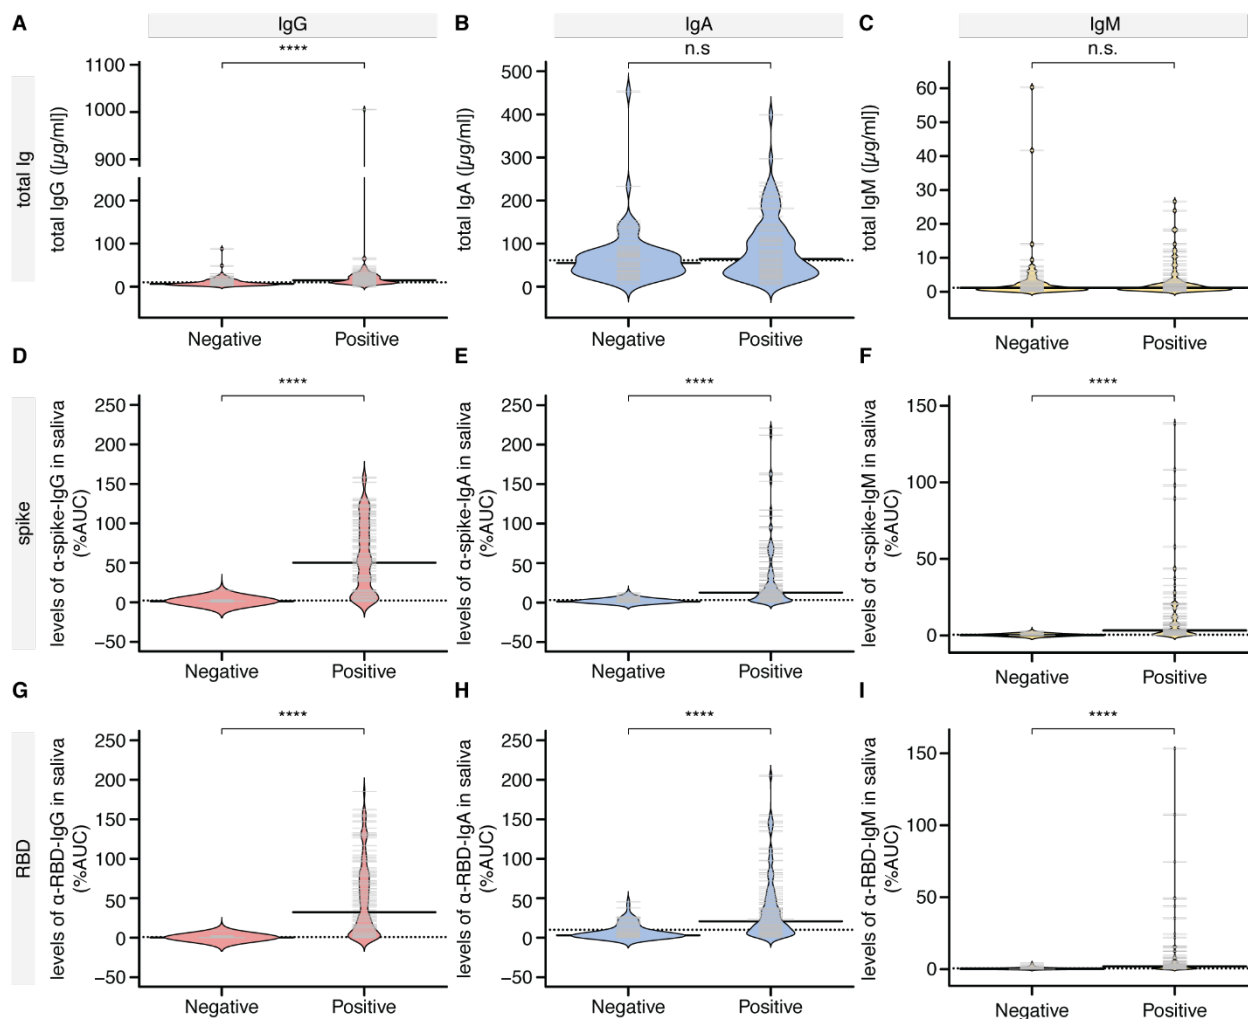 A
IgG
B
IgA
C
IgM
total Ig
total IgG ([µg/ml])
1100
1000
900
200
100
0
****
Negative
Positive
total IgA ([µg/ml])
500
400
300
200
100
0
n.s
Negative
Positive
total IgM ([µg/ml])
60
50
40
30
20
10
0
n.s.
Negative
Positive
D
E
F
spike
levels of α-spike-IgG in saliva
(%AUC)
250
200
150
100
50
0
−50
****
Negative
Positive
levels of α-spike-IgA in saliva
(%AUC)
250
200
150
100
50
0
−50
****
Negative
Positive
levels of α-spike-IgM in saliva
(%AUC)
150
100
50
0
****
Negative
Positive
G
H
I
RBD
levels of α-RBD-IgG in saliva
(%AUC)
250
200
150
100
50
0
−50
****
Negative
Positive
levels of α-RBD-IgA in saliva
(%AUC)
250
200
150
100
50
0
−50
****
Negative
Positive
levels of α-RBD-IgM in saliva
(%AUC)
150
100
50
0
****
Negative
Positive